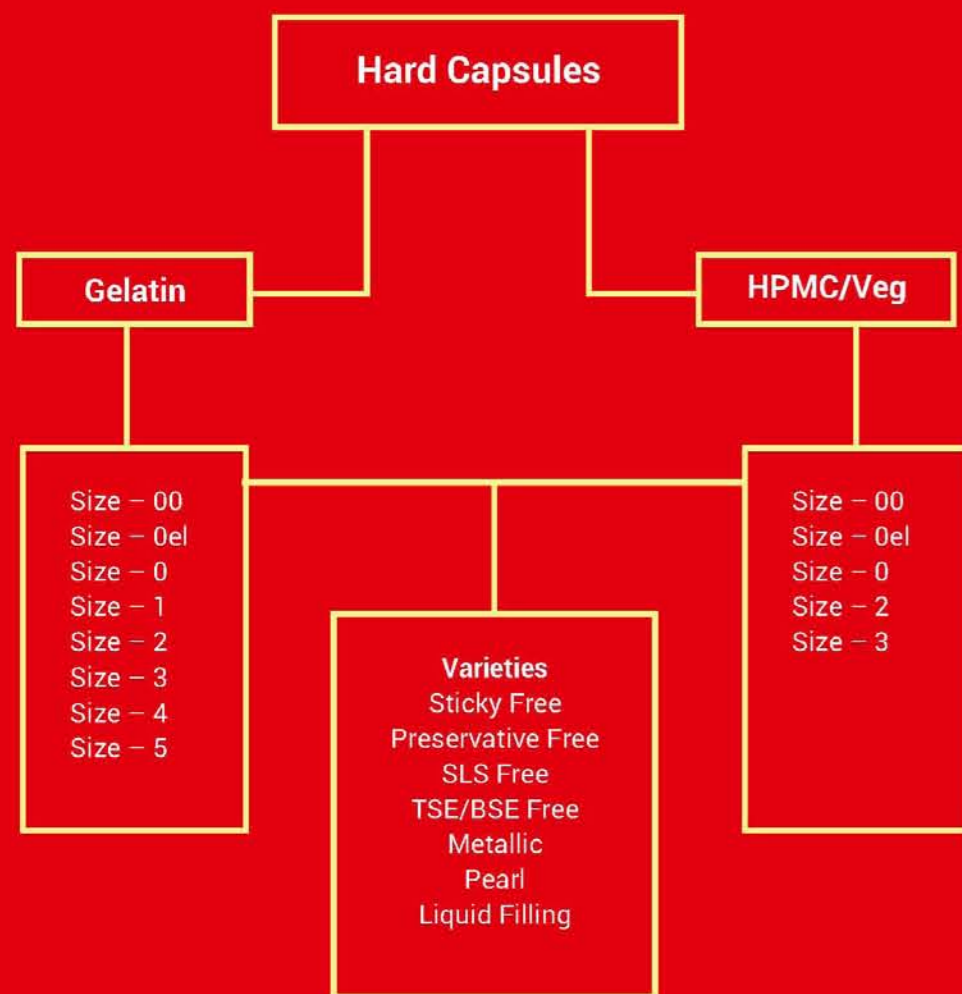 Hard Capsules
Gelatin
HPMC/Veg
Size – 00
Size – 0el
Size – 0
Size – 1
Size – 2
Size – 3
Size – 4
Size – 5
Varieties
Sticky Free
Preservative Free
SLS Free
TSE/BSE Free
Metallic
Pearl
Liquid Filling
Size – 00
Size – 0el
Size – 0
Size – 2
Size – 3